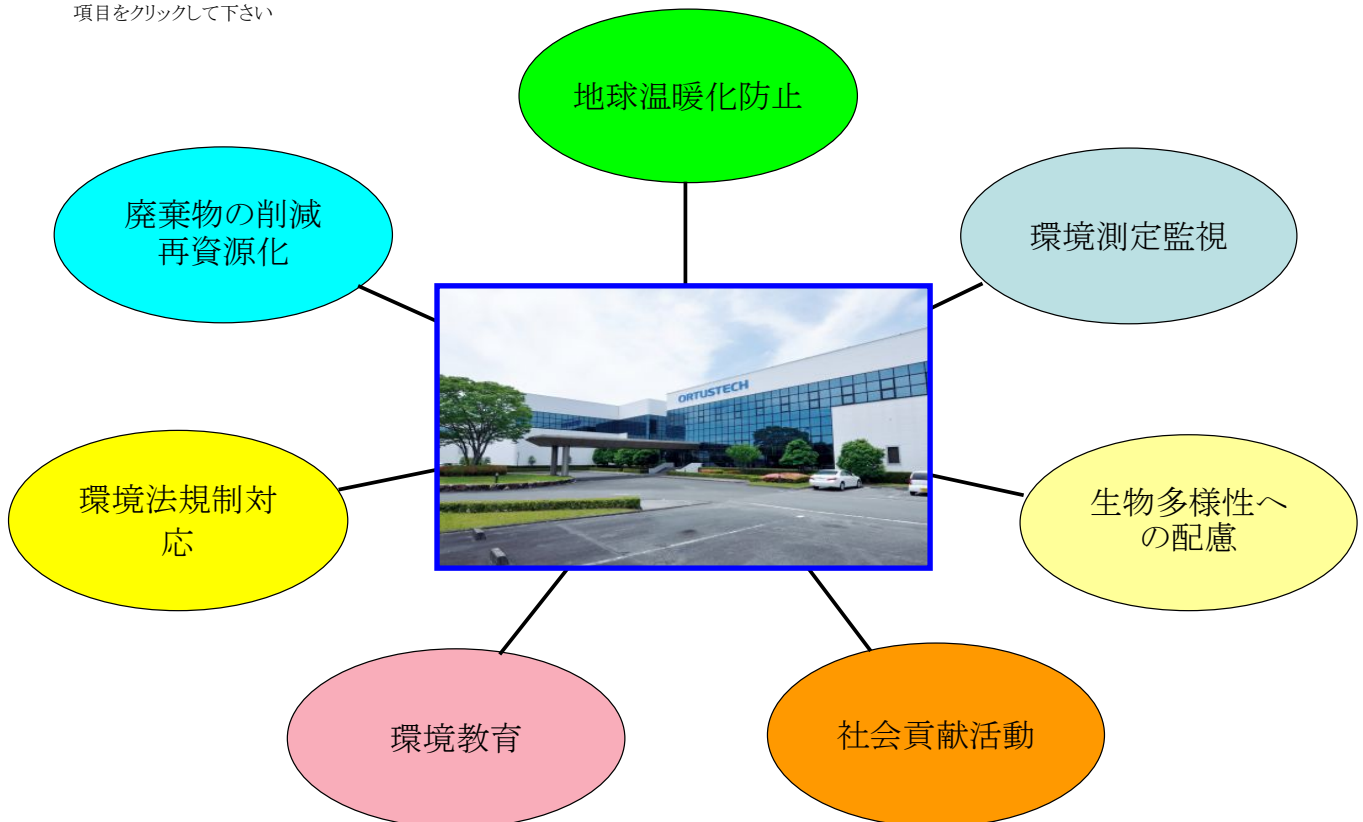 項目をクリックして下さい
地球温暖化防止
廃棄物の削減
再資源化
環境測定監視
ORTUSTECH
環境法規制対
応
生物多様性へ
の配慮
環境教育
社会貢献活動